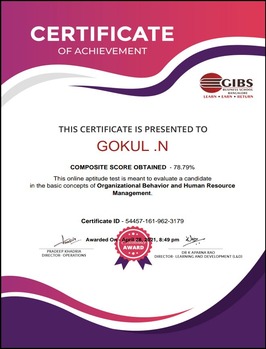 CERTIFICATE
OF ACHIEVEMENT
GIBS
BUSINESS SCHOOL
BANGALORE
LEARN • EARN • RETURN
THIS CERTIFICATE IS PRESENTED TO
GOKUL .N
COMPOSITE SCORE OBTAINED - 78.79%
This online aptitude test is meant to evaluate a candidate
in the basic concepts of Organizational Behavior and Human Resource
Management.
Certificate ID - 54457-161-962-3179
Awarded On - April 28, 2021, 8:49 pm
PRADEEP KHADRIA
DIRECTOR- OPERATIONS
AWARD
DR R APARNA RAO
DIRECTOR -LEARNING AND DEVELOPMENT (L&D)